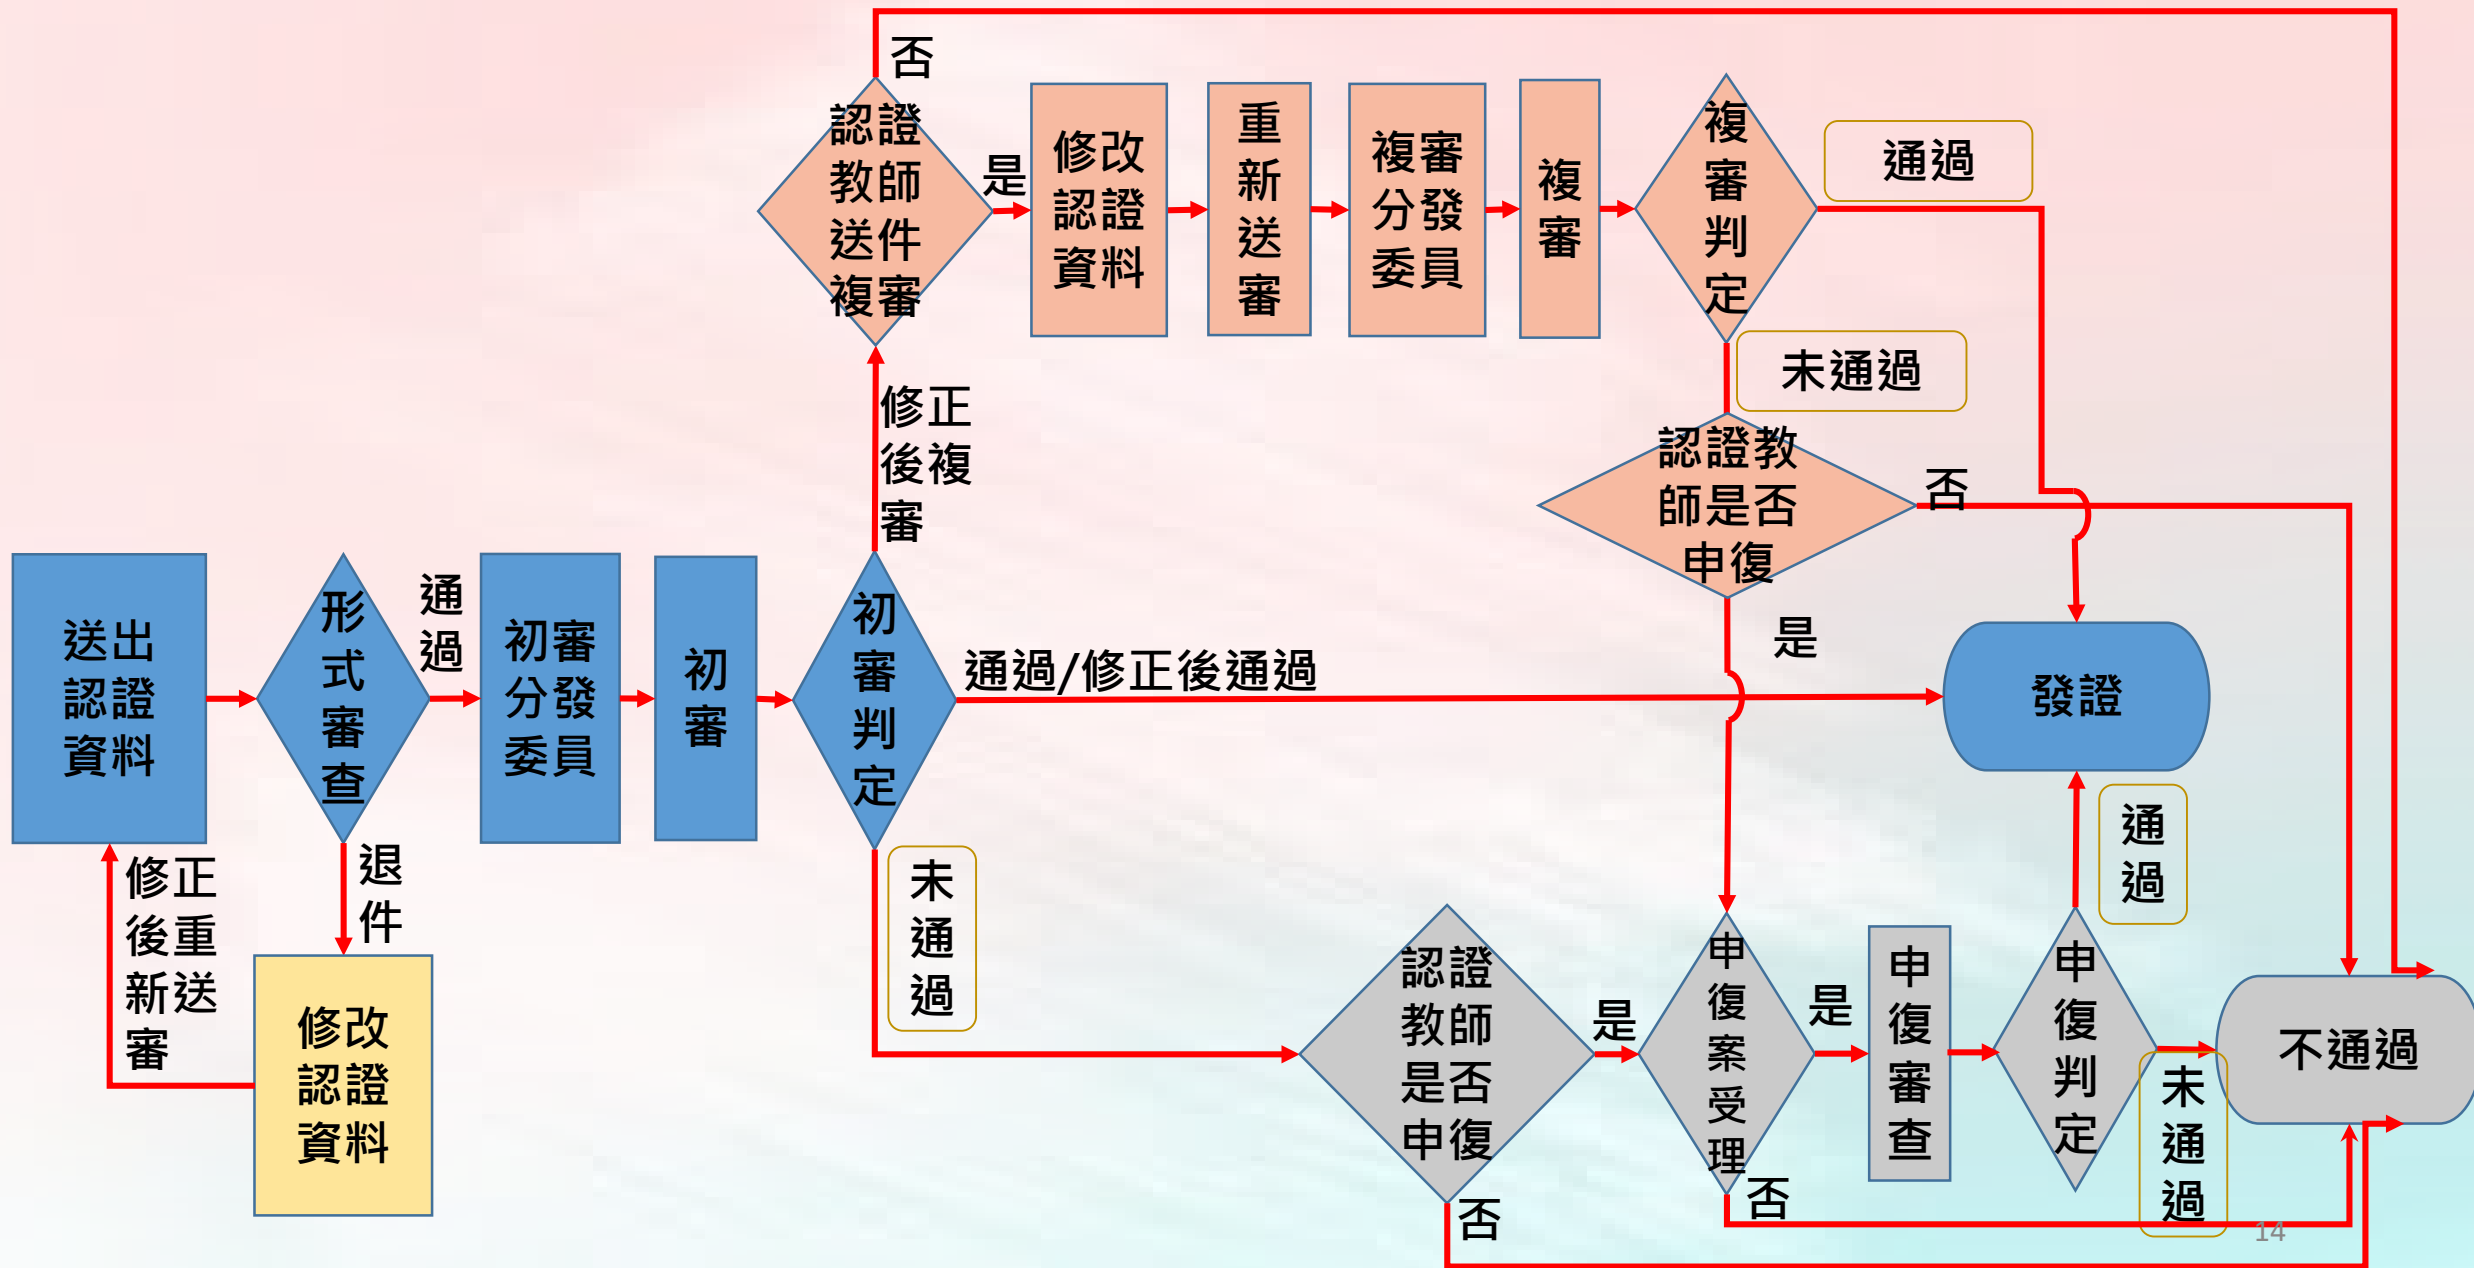 否
認證
教師
送件
複審
是
修改
認證
資料
重
新
送
審
複審
分發
委員
複
審
複
審
判
定
通過
未通過
修正
後複
審
認證教
師是否
申復
否
是
送出
認證
資料
形
式
審
查
通
過
初審
分發
委員
初
審
初
審
判
定
通過/修正後通過
發證
修正
後重
新送
審
退
件
修改
認證
資料
未
通
過
認證
教師
是否
申復
是
否
申
復
案
受
理
是
否
申
復
審
查
申
復
判
定
通
過
未
通
過
不通過
14